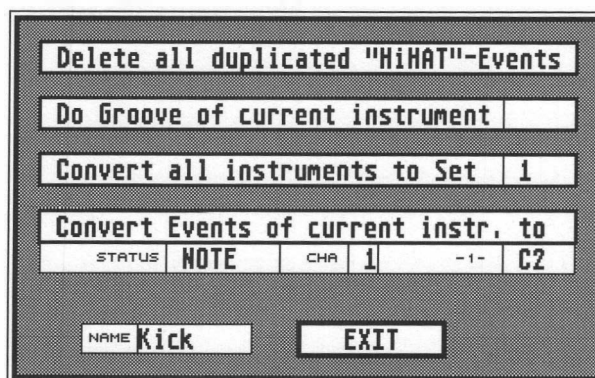 Delete all duplicated "HiHAT"-Events
Do Groove of current instrument
Convert all instruments to Set 1
Convert Events of current instr. to
STATUS NOTE CHA 1 -1- C2
NAME Kick EXIT